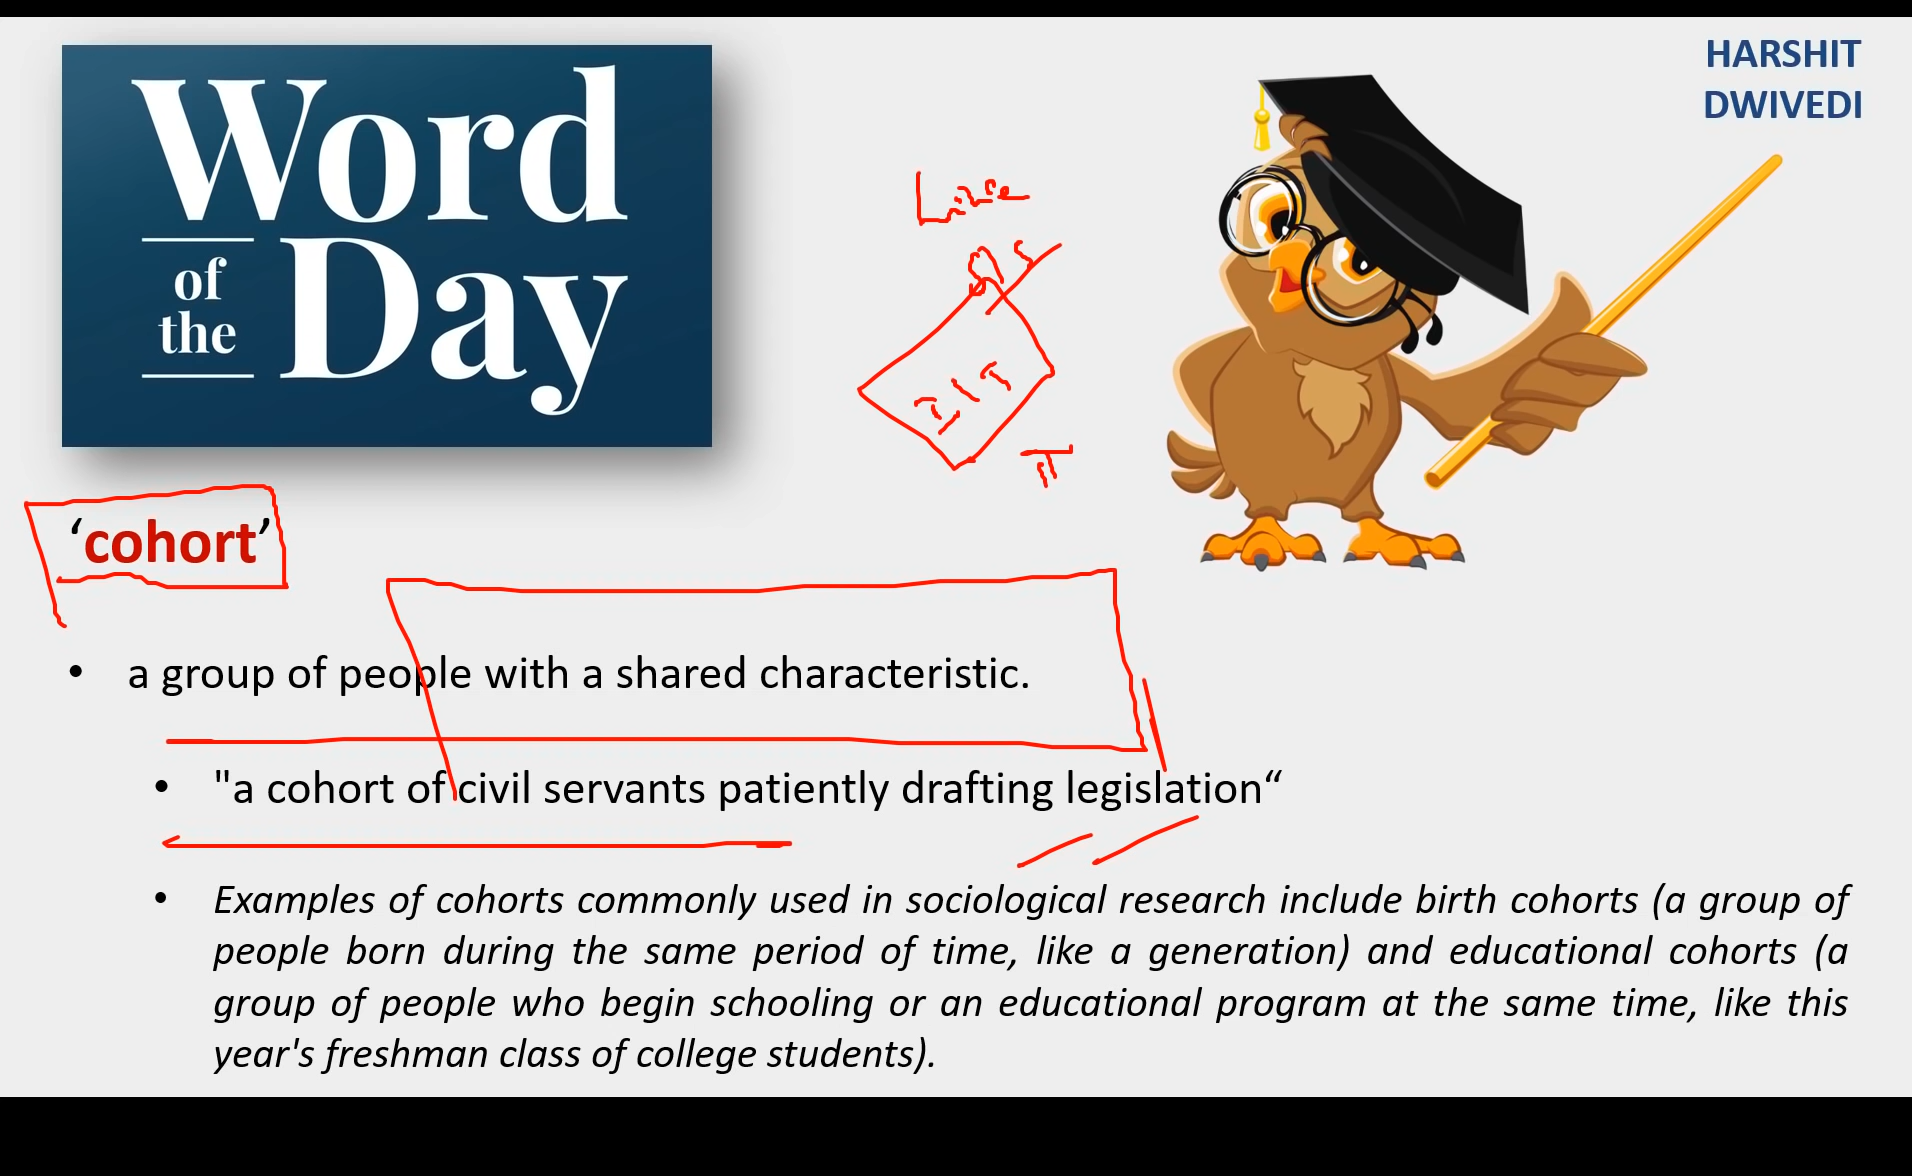 Word
of
the
Day
HARSHIT
DWIVEDI
IIT
‘cohort’
• a group of people with a shared characteristic.
• "a cohort of civil servants patiently drafting legislation“
• Examples of cohorts commonly used in sociological research include birth cohorts (a group of
people born during the same period of time, like a generation) and educational cohorts (a
group of people who begin schooling or an educational program at the same time, like this
year's freshman class of college students).